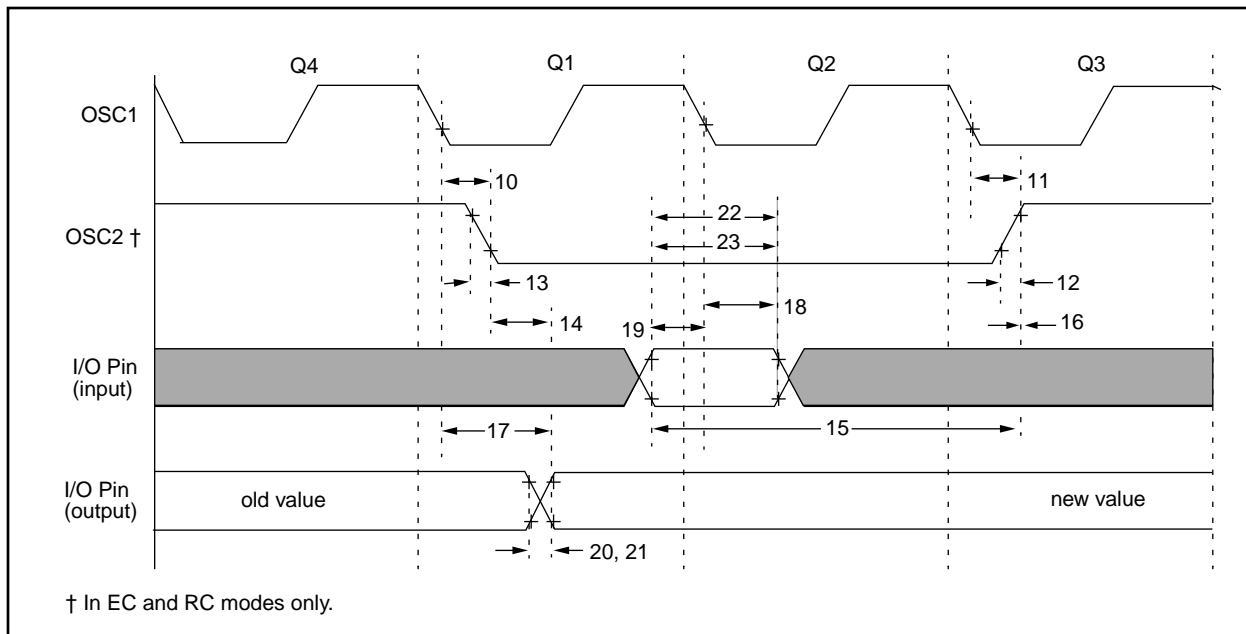 Q4 Q1 Q2 Q3
OSC1
10 11
22
OSC2 †
23
13 12
18
14 19 16
I/O Pin
(input)
17 15
I/O Pin
(output)
old value new value
20, 21
† In EC and RC modes only.